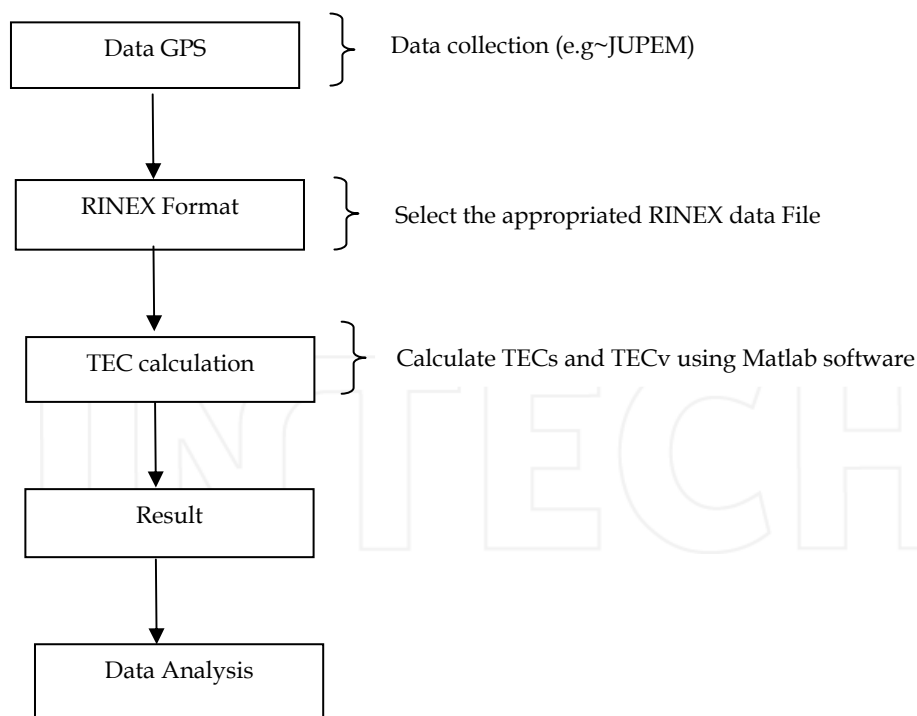 Data GPS
Data collection (e.g~JUPEM)
RINEX Format
Select the appropriated RINEX data File
TEC calculation
Calculate TECs and TECv using Matlab software
INTECH
Result
Data Analysis